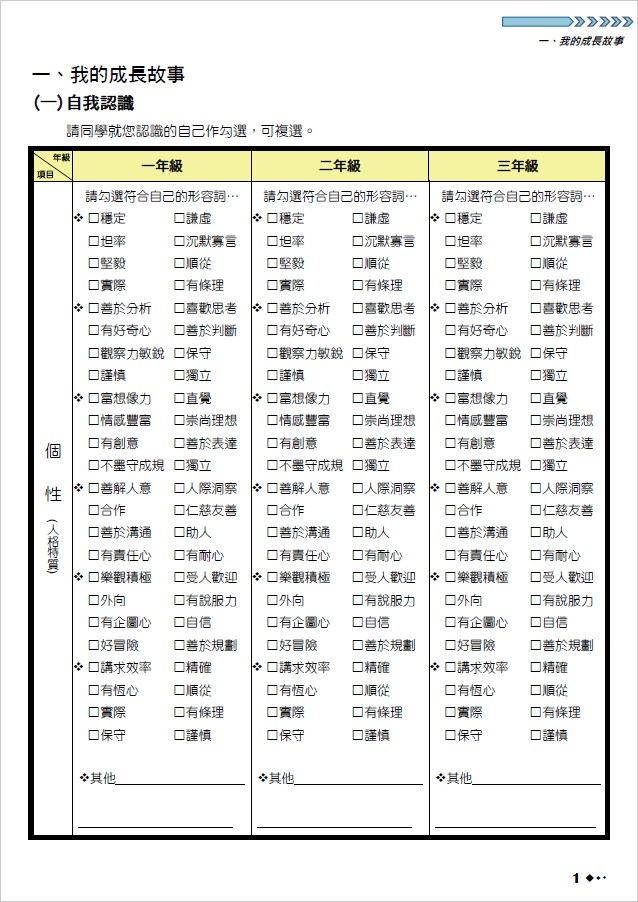 一、我的成長故事
一、我的成長故事
(一)自我認識
請同學就您認識的自己作勾選，可複選。
年級
項目
一年級 二年級 三年級
個性(人格特質)
請勾選符合自己的形容詞…
❖ □穩定 □謙虛
□坦率 □沉默寡言
□堅毅 □順從
□實際 □有條理
❖ □善於分析 □喜歡思考
□有好奇心 □善於判斷
□觀察力敏銳 □保守
□謹慎 □獨立
❖ □富想像力 □直覺
□情感豐富 □崇尚理想
□有創意 □善於表達
□不墨守成規 □獨立
❖ □善解人意 □人際洞察
□合作 □仁慈友善
□善於溝通 □助人
□有責任心 □有耐心
❖ □樂觀積極 □受人歡迎
□外向 □有說服力
□有企圖心 □自信
□好冒險 □善於規劃
❖ □講求效率 □精確
□有恆心 □順從
□實際 □有條理
□保守 □謹慎
❖其他
請勾選符合自己的形容詞…
❖ □穩定 □謙虛
□坦率 □沉默寡言
□堅毅 □順從
□實際 □有條理
❖ □善於分析 □喜歡思考
□有好奇心 □善於判斷
□觀察力敏銳 □保守
□謹慎 □獨立
❖ □富想像力 □直覺
□情感豐富 □崇尚理想
□有創意 □善於表達
□不墨守成規 □獨立
❖ □善解人意 □人際洞察
□合作 □仁慈友善
□善於溝通 □助人
□有責任心 □有耐心
❖ □樂觀積極 □受人歡迎
□外向 □有說服力
□有企圖心 □自信
□好冒險 □善於規劃
❖ □講求效率 □精確
□有恆心 □順從
□實際 □有條理
□保守 □謹慎
❖其他
請勾選符合自己的形容詞…
❖ □穩定 □謙虛
□坦率 □沉默寡言
□堅毅 □順從
□實際 □有條理
❖ □善於分析 □喜歡思考
□有好奇心 □善於判斷
□觀察力敏銳 □保守
□謹慎 □獨立
❖ □富想像力 □直覺
□情感豐富 □崇尚理想
□有創意 □善於表達
□不墨守成規 □獨立
❖ □善解人意 □人際洞察
□合作 □仁慈友善
□善於溝通 □助人
□有責任心 □有耐心
❖ □樂觀積極 □受人歡迎
□外向 □有說服力
□有企圖心 □自信
□好冒險 □善於規劃
❖ □講求效率 □精確
□有恆心 □順從
□實際 □有條理
□保守 □謹慎
❖其他
1